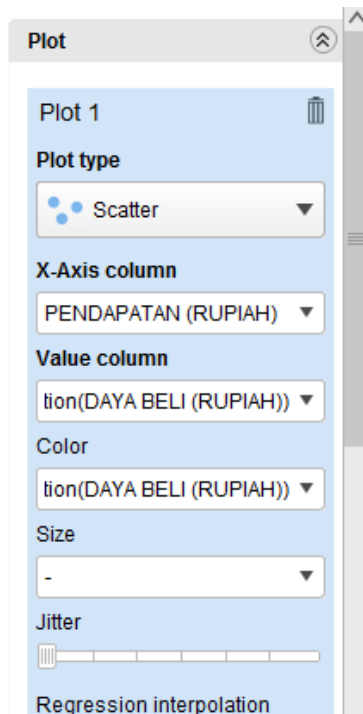 Plot
Plot 1
Plot type
Scatter
X-Axis column
PENDAPATAN (RUPIAH)
Value column
tion(DAYA BELI (RUPIAH))
Color
tion(DAYA BELI (RUPIAH))
Size
-
Jitter
Regression interpolation